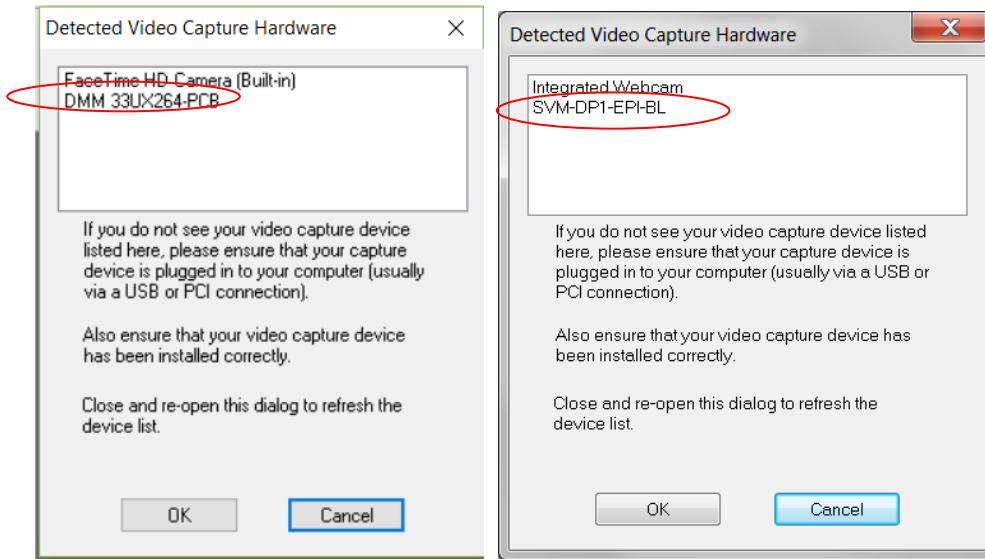 Detected Video Capture Hardware
FaceTime HD Camera (Built-in)
DMM 33UX264-PCB
If you do not see your video capture device
listed here, please ensure that your capture
device is plugged in to your computer (usually
via a USB or PCI connection).
Also ensure that your video capture device
has been installed correctly.
Close and re-open this dialog to refresh the
device list.
OK
Cancel
Detected Video Capture Hardware
Integrated Webcam
SVM-DP1-EPI-BL
If you do not see your video capture device listed
here, please ensure that your capture device is
plugged in to your computer (usually via a USB or
PCI connection).
Also ensure that your video capture device has
been installed correctly.
Close and re-open this dialog to refresh the
device list.
OK
Cancel